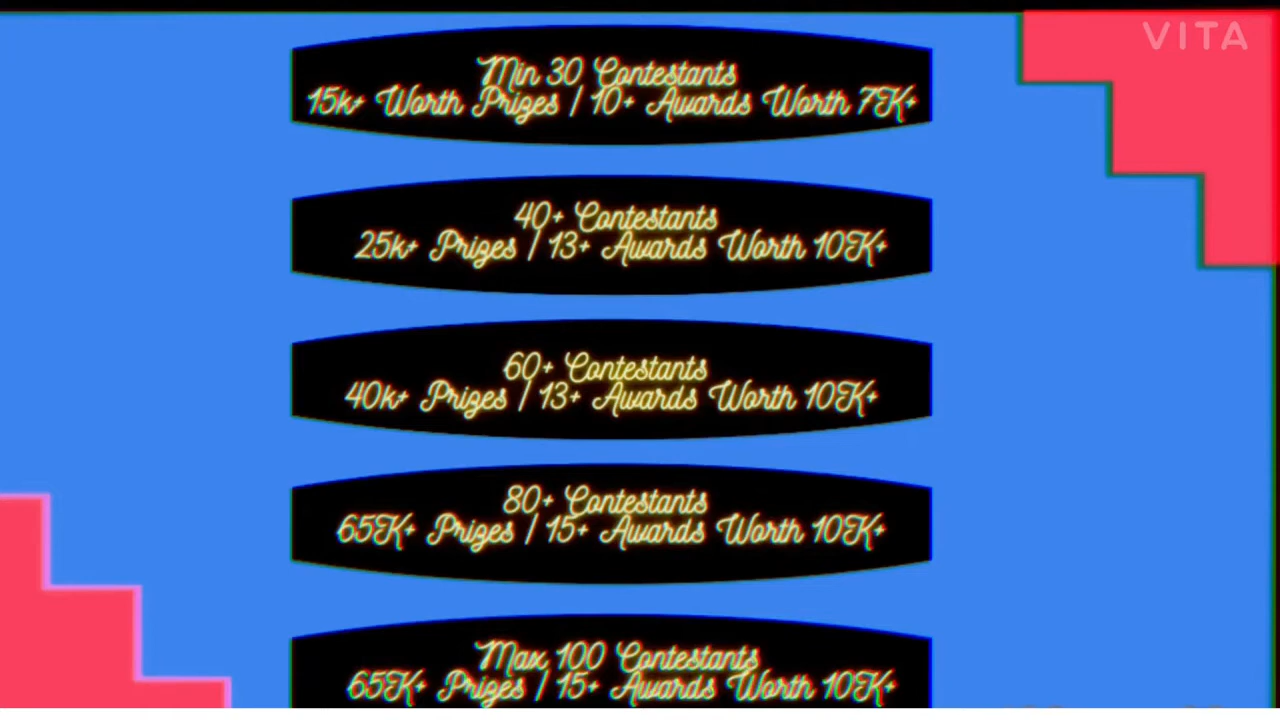 VITA
Min 30 Contestants
15k+ Worth Prizes / 10+ Awards Worth 7K+
40+ Contestants
25k+ Prizes / 13+ Awards Worth 10K+
60+ Contestants
40k+ Prizes / 13+ Awards Worth 10K+
80+ Contestants
65K+ Prizes / 15+ Awards Worth 10K+
Max 100 Contestants
65K+ Prizes / 15+ Awards Worth 10K+